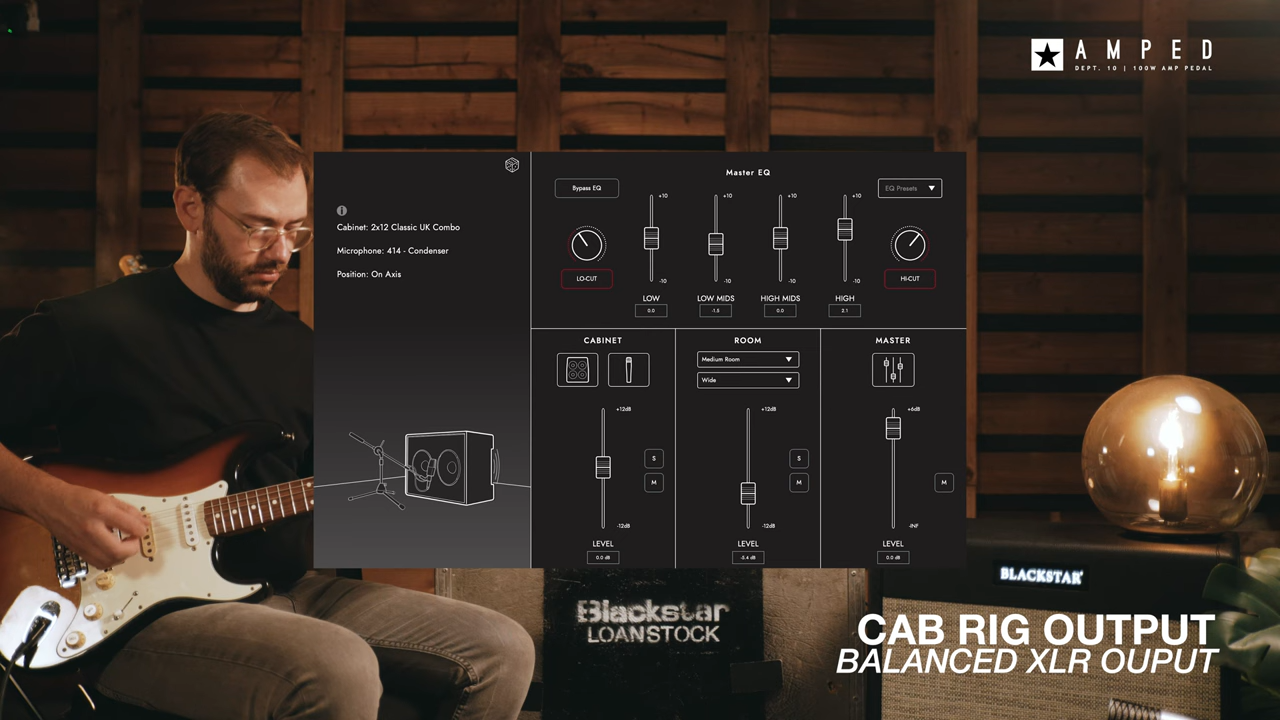 AMPED
DEPT. 10 | 100W AMP PEDAL
Cabinet: 2x12 Classic UK Combo
Microphone: 414 - Condenser
Position: On Axis
Master EQ
Bypass EQ
EQ Presets
+10
+10
+10
+10
-10
-10
-10
-10
LO-CUT
HI-CUT
LOW
LOW MIDS
HIGH MIDS
HIGH
0.0
-1.5
0.0
2.1
CABINET
+12dB
S
M
-12dB
LEVEL
0.0 dB
ROOM
Medium Room
Wide
+12dB
S
M
-12dB
LEVEL
-5.4 dB
MASTER
+6dB
M
-INF
LEVEL
0.0 dB
BLACKSTAR
Blackstar
LOANSTOCK
CAB RIG OUTPUT
BALANCED XLR OUPUT